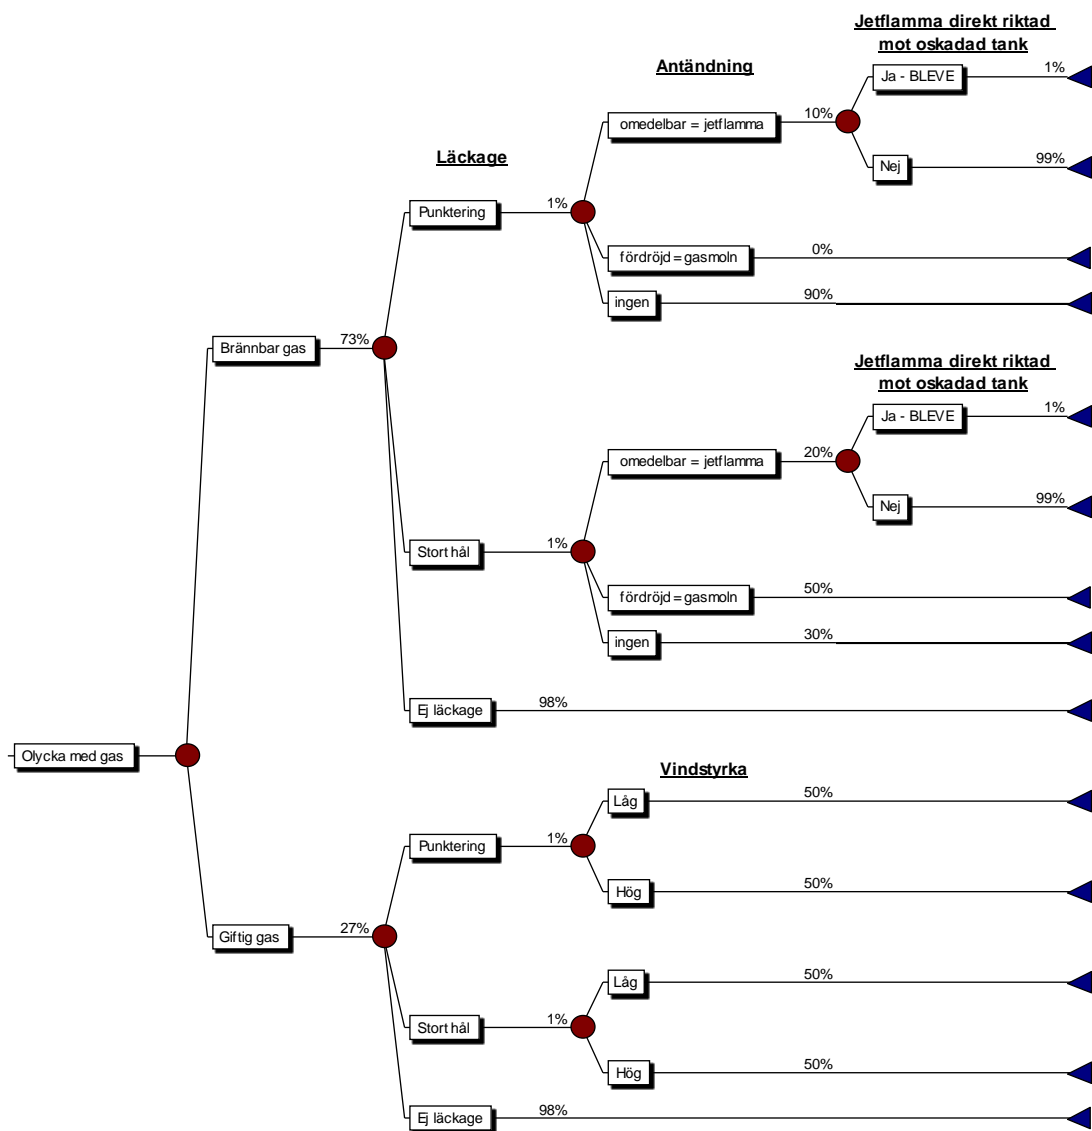 Jetflamma direkt riktad
mot oskadad tank
Antändning
Ja - BLEVE 1%
omedelbar = jetflamma 10%
Läckage
Nej 99%
Punktering 1%
fördröjd = gasmoln 0%
ingen 90%
Brännbar gas 73%
Jetflamma direkt riktad
mot oskadad tank
Ja - BLEVE 1%
omedelbar = jetflamma 20%
Nej 99%
Stort hål 1%
fördröjd = gasmoln 50%
ingen 30%
Ej läckage 98%
Olycka med gas
Vindstyrka
Låg 50%
Punktering 1%
Hög 50%
Giftig gas 27%
Låg 50%
Stort hål 1%
Hög 50%
Ej läckage 98%